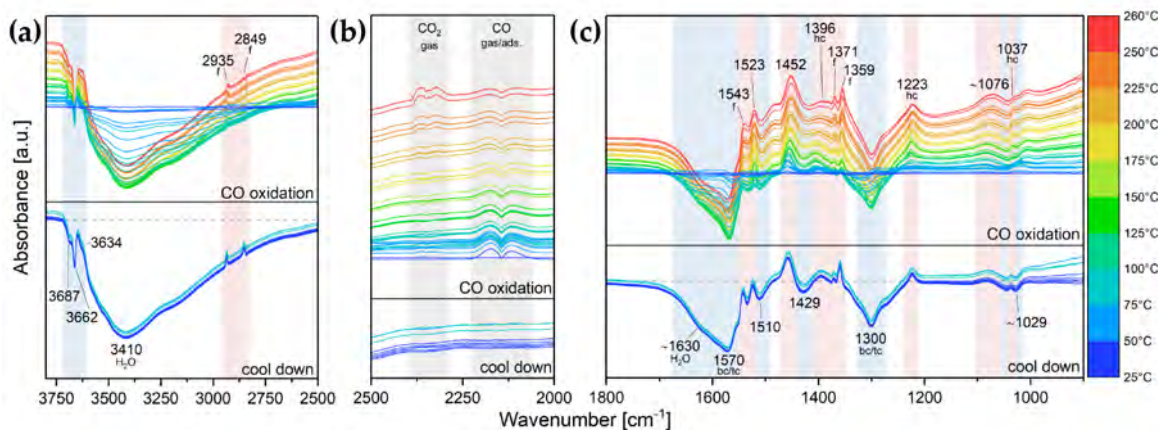 (a)
2935
f
2849
f
CO oxidation
3634
3687
3662
3410
H₂O
cool down
3750 3500 3250 3000 2750 2500
Absorbance [a.u.]
(b)
CO₂
gas
CO
gas/ads.
CO oxidation
cool down
2500 2000
(c)
1543
f
1523
1452
1396
hc
1371
f
1359
f
1223
hc
~1076
1037
hc
CO oxidation
~1630
H₂O
1570
bc/tc
1510
1429
1300
bc/tc
~1029
cool down
1800 1600 1400 1200 1000
Wavenumber [cm⁻¹]
260°C
250°C
225°C
200°C
175°C
150°C
125°C
100°C
75°C
50°C
25°C